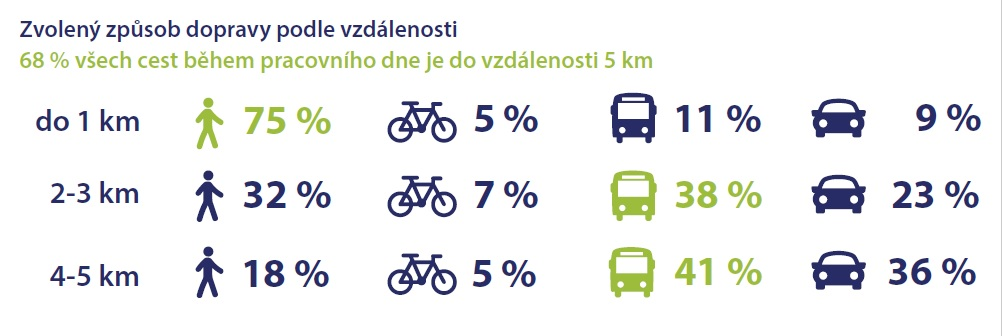 Zvolený způsob dopravy podle vzdálenosti
68 % všech cest během pracovního dne je do vzdálenosti 5 km
do 1 km 75 % 5 % 11 % 9 %
2-3 km 32 % 7 % 38 % 23 %
4-5 km 18 % 5 % 41 % 36 %